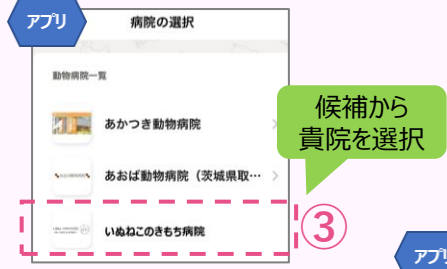 アプリ
病院の選択
動物病院一覧
あかつき動物病院
候補から
貴院を選択
あおば動物病院（茨城県取…
いぬねこのきもち病院
③
アプリ